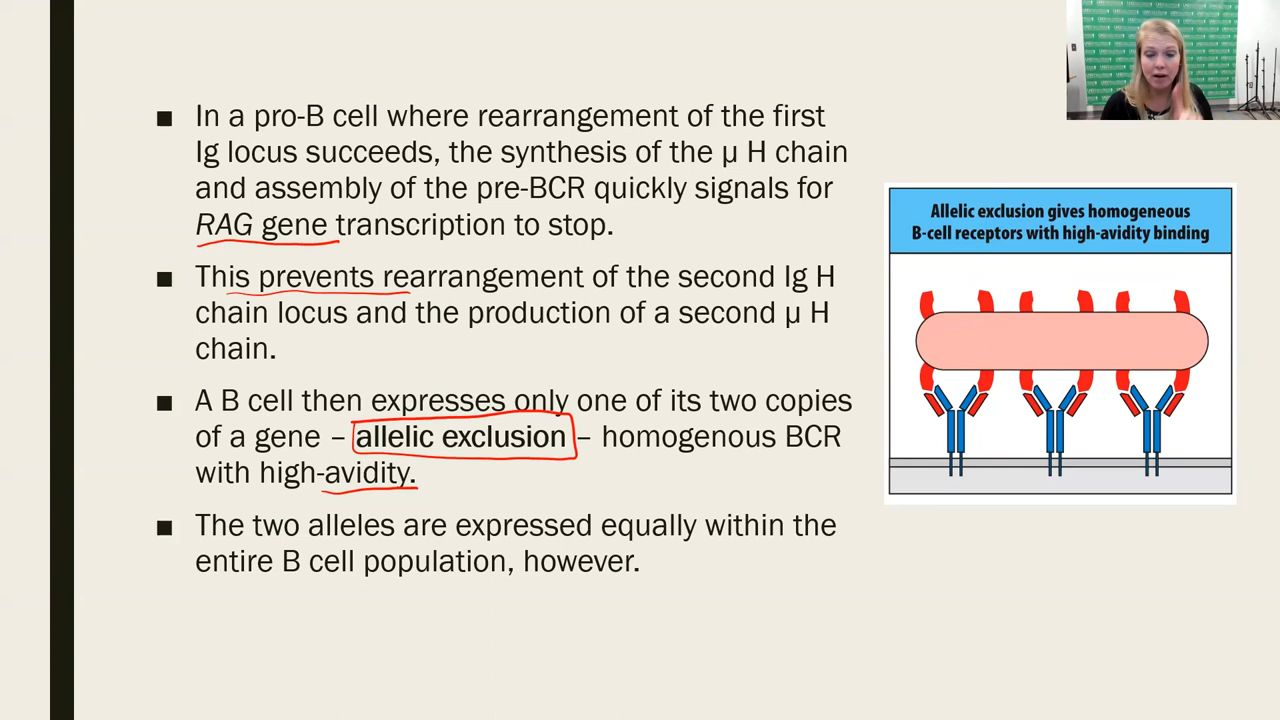 ■ In a pro-B cell where rearrangement of the first
Ig locus succeeds, the synthesis of the µ H chain
and assembly of the pre-BCR quickly signals for
RAG gene transcription to stop.
■ This prevents rearrangement of the second Ig H
chain locus and the production of a second µ H
chain.
■ A B cell then expresses only one of its two copies
of a gene – allelic exclusion – homogenous BCR
with high-avidity.
■ The two alleles are expressed equally within the
entire B cell population, however.
Allelic exclusion gives homogeneous
B-cell receptors with high-avidity binding